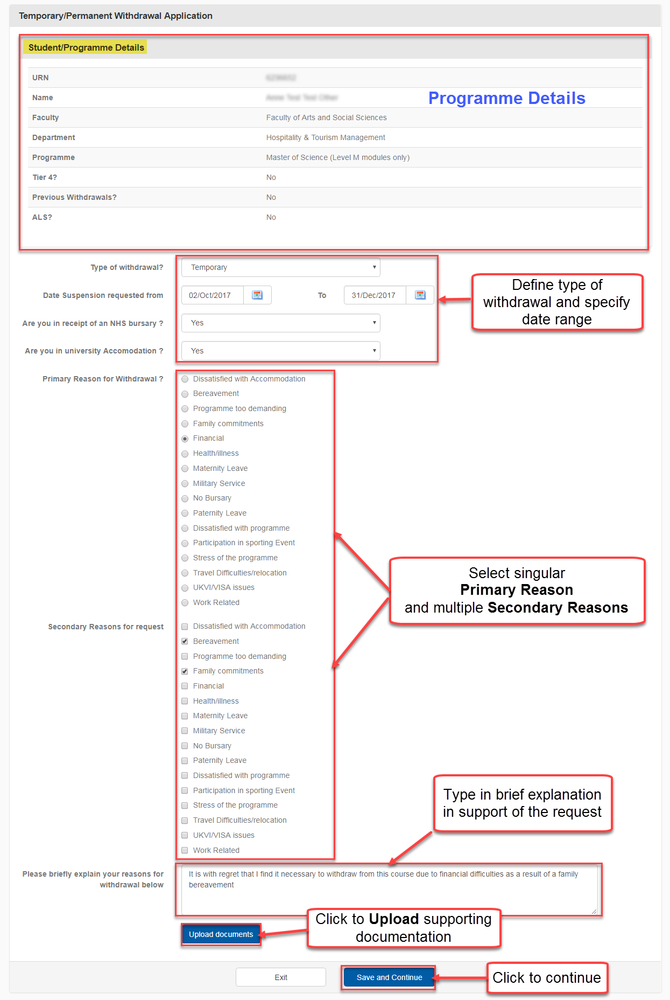 Temporary/Permanent Withdrawal Application
Student/Programme Details
URN
Name
Programme Details
Faculty Faculty of Arts and Social Sciences
Department Hospitality & Tourism Management
Programme Master of Science (Level M modules only)
Tier 4? No
Previous Withdrawals? No
ALS? No
Type of withdrawal? Temporary
Date Suspension requested from 02/Oct/2017 To 31/Dec/2017
Are you in receipt of an NHS bursary ? Yes
Are you in university Accomodation ? Yes
Define type of
withdrawal and specify
date range
Primary Reason for Withdrawal ? Dissatisfied with Accommodation
Bereavement
Programme too demanding
Family commitments
Financial
Health/illness
Maternity Leave
Military Service
No Bursary
Paternity Leave
Dissatisfied with programme
Participation in sporting Event
Stress of the programme
Travel Difficulties/relocation
UKVI/VISA issues
Work Related
Select singular
Primary Reason
and multiple Secondary Reasons
Secondary Reasons for request Dissatisfied with Accommodation
Bereavement
Programme too demanding
Family commitments
Financial
Health/illness
Maternity Leave
Military Service
No Bursary
Paternity Leave
Dissatisfied with programme
Participation in sporting Event
Stress of the programme
Travel Difficulties/relocation
UKVI/VISA issues
Work Related
Type in brief explanation
in support of the request
Please briefly explain your reasons for
withdrawal below
It is with regret that I find it necessary to withdraw from this course due to financial difficulties as a result of a family
bereavement
Upload documents
Click to Upload supporting
documentation
Exit
Save and Continue
Click to continue